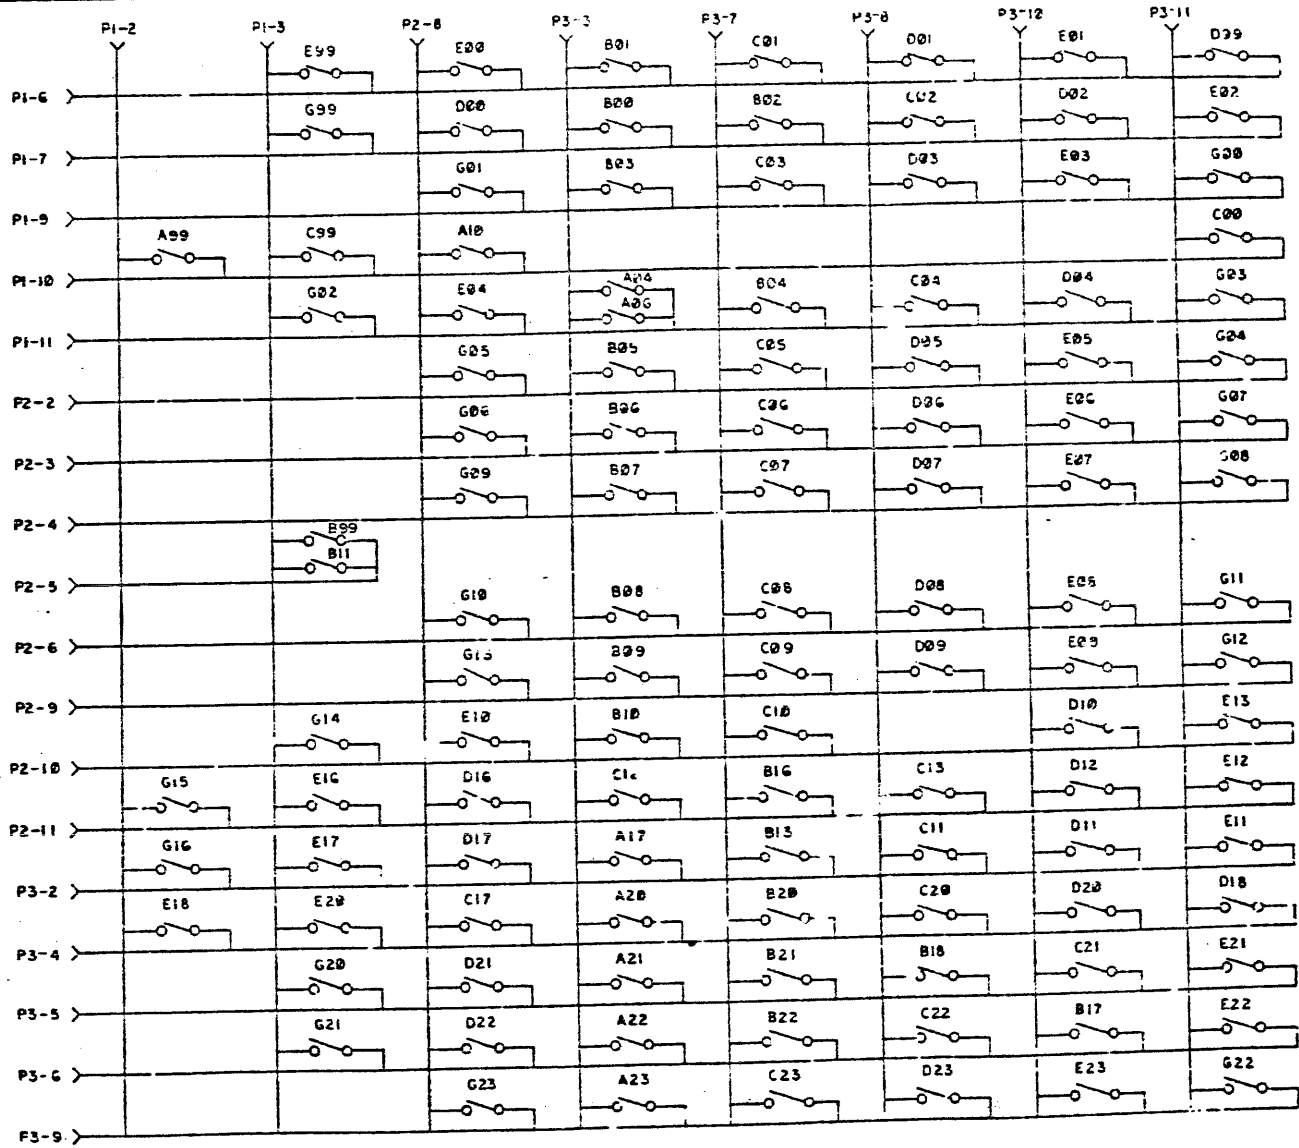 P1-2 P1-3 P2-8 P3-3 P3-7 P3-8 P3-10 P3-11
E99 E00 B01 C01 D01 E01 D99
P1-6
G99 D00 B00 B02 C02 D02 E02
P1-7
G01 B03 C03 D03 E03 G00
P1-9
A99 C99 A10 C00
P1-10
G02 E04 A04 B04 C04 D04 G03
A06
P1-11
G05 B05 C05 D05 E05 G04
P2-2
G06 B06 C06 D06 E06 G07
P2-3
G09 B07 C07 D07 E07 G08
P2-4
B99
B11
P2-5
G10 B08 C08 D08 E08 G11
P2-6
G13 B09 C09 D09 E09 G12
P2-9
G14 E10 B10 C10 D10 E13
P2-10
G15 E16 D16 B16 C13 D12 E12
P2-11
G16 E17 D17 A17 B13 C11 D11 E11
P3-2
E18 E20 C17 A20 B20 C20 D20 D18
P3-4
G20 D21 A21 B21 B18 C21 E21
P3-5
G21 D22 A22 B22 C22 B17 E22
P3-6
G23 A23 C23 D23 E23 G22
P3-9